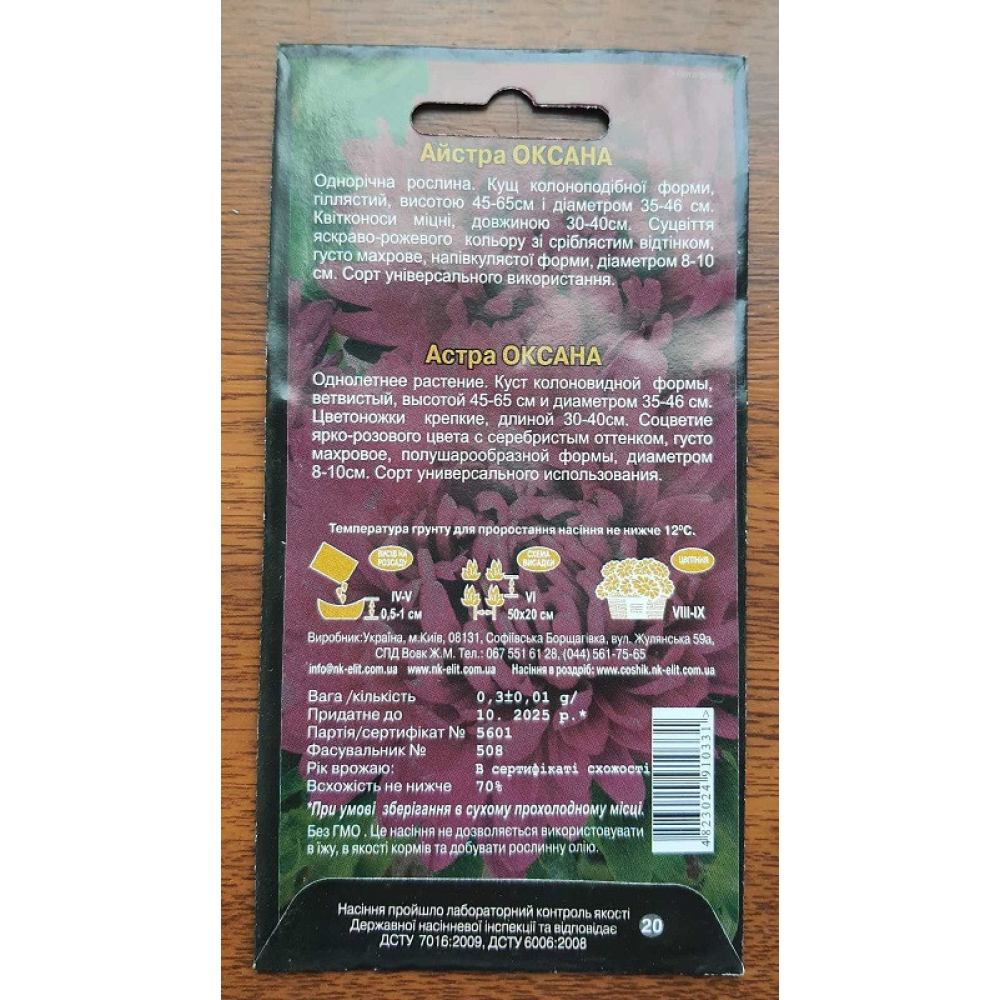 Айстра ОКСАНА
Однорічна рослина. Кущ колоноподібної форми,
гіллястий, висотою 45-65см і діаметром 35-46 см.
Квітконоси міцні, довжиною 30-40см. Суцвіття
яскраво-рожевого кольору зі сріблястим відтінком,
густо махрове, напівкулястої форми, діаметром 8-10
см. Сорт універсального використання.
Астра ОКСАНА
Однолетнее растение. Куст колоновидной формы,
ветвистый, высотой 45-65 см и диаметром 35-46 см.
Цветоножки крепкие, длиной 30-40см. Соцветие
ярко-розового цвета с серебристым оттенком, густо
махровое, полушарообразной формы, диаметром
8-10см. Сорт универсального использования.
Температура грунту для проростання насіння не нижче 12ºС.
ВИСІВ НА
РОЗСАДУ
IV-V
0,5-1 см
СХЕМА
ВИСАДКИ
VI
50х20 см
ЦВІТІННЯ
VIII-IX
Виробник:Україна, м.Київ, 08131, Софіївська Борщагівка, вул. Жулянська 59а,
СПД Вовк Ж.М. Тел.: 067 551 61 28, (044) 561-75-65
info@nk-elit.com.ua www.nk-elit.com.ua Насіння в роздріб: www.coshik.nk-elit.com.ua
Вага /кількість 0,3±0,01 g/
Придатне до 10. 2025 р.*
Партія/сертифікат № 5601
Фасувальник № 508
Рік врожаю: В сертифікаті схожості
Всхожість не нижче 70%
*При умові зберігання в сухому прохолодному місці.
Без ГМО . Це насіння не дозволяється використовувати
в їжу, в якості кормів та добувати рослинну олію.
4823024910331>
Насіння пройшло лабораторний контроль якості
Державної насінневої інспекції та відповідає
ДСТУ 7016:2009, ДСТУ 6006:2008
20